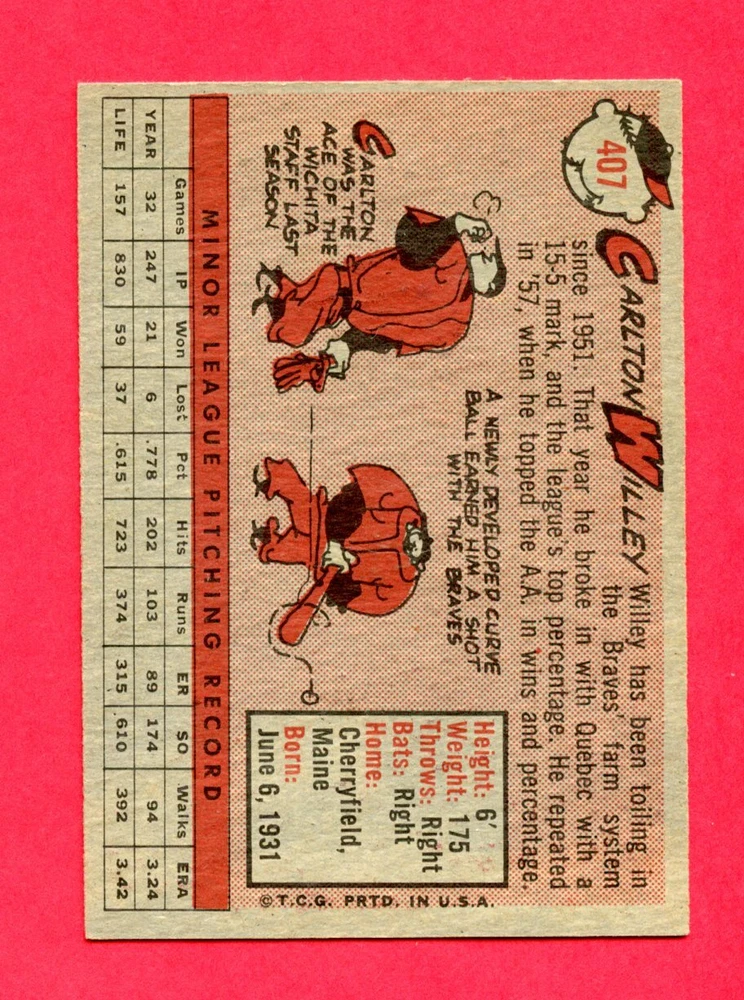 407
CARLTON WILLEY
Willey has been toiling in
the Braves' farm system
since 1951. That year he broke in with Quebec with a
15-5 mark, and the league's top percentage. He repeated
in '57, when he topped the A.A. in wins and percentage.
CARLTON
WAS THE
ACE OF THE
WICHITA
STAFF LAST
SEASON
A NEWLY DEVELOPED CURVE
BALL EARNED HIM A SHOT
WITH THE BRAVES
Height: 6'
Weight: 175
Throws: Right
Bats: Right
Home:
Cherryfield,
Maine
Born:
June 6, 1931
©T.C.G. PRTD. IN U.S.A.
MINOR LEAGUE PITCHING RECORD
Games IP Won Lost Pct Hits Runs ER SO Walks ERA
YEAR 32 247 21 6 .778 202 103 89 174 94 3.24
LIFE 157 830 59 37 .615 723 374 315 610 392 3.42